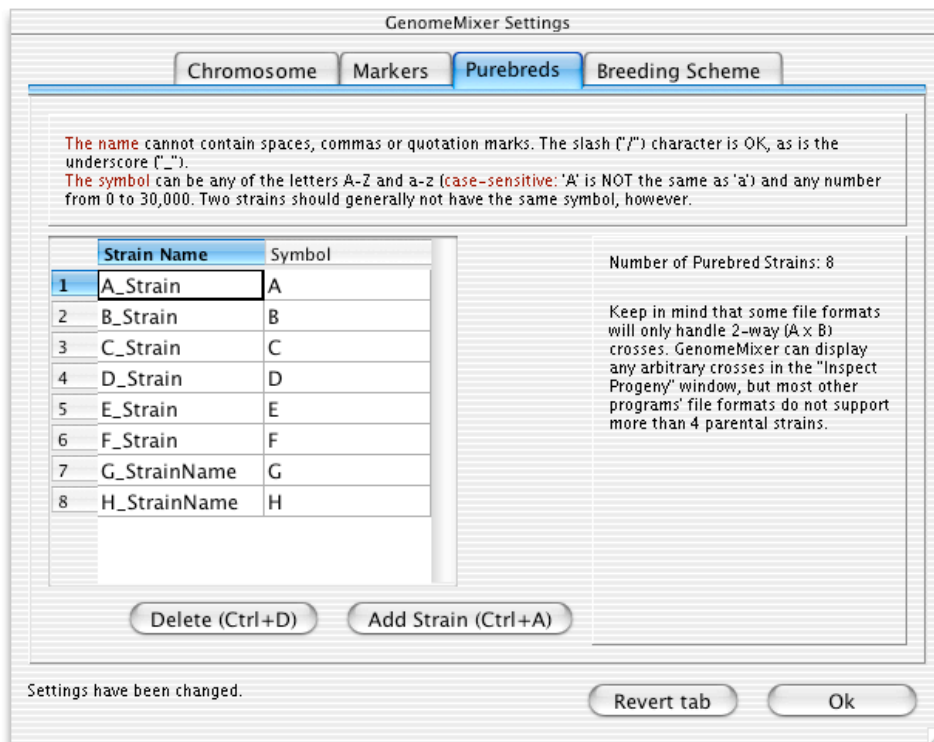 GenomeMixer Settings
Chromosome Markers Purebreds Breeding Scheme
The name cannot contain spaces, commas or quotation marks. The slash ("/") character is OK, as is the
underscore ("_").
The symbol can be any of the letters A-Z and a-z (case-sensitive: 'A' is NOT the same as 'a') and any number
from 0 to 30,000. Two strains should generally not have the same symbol, however.
Strain Name Symbol
1 A_Strain A
2 B_Strain B
3 C_Strain C
4 D_Strain D
5 E_Strain E
6 F_Strain F
7 G_StrainName G
8 H_StrainName H
Delete (Ctrl+D) Add Strain (Ctrl+A)
Number of Purebred Strains: 8
Keep in mind that some file formats
will only handle 2-way (A x B)
crosses. GenomeMixer can display
any arbitrary crosses in the "Inspect
Progeny" window, but most other
programs' file formats do not support
more than 4 parental strains.
Settings have been changed.
Revert tab Ok